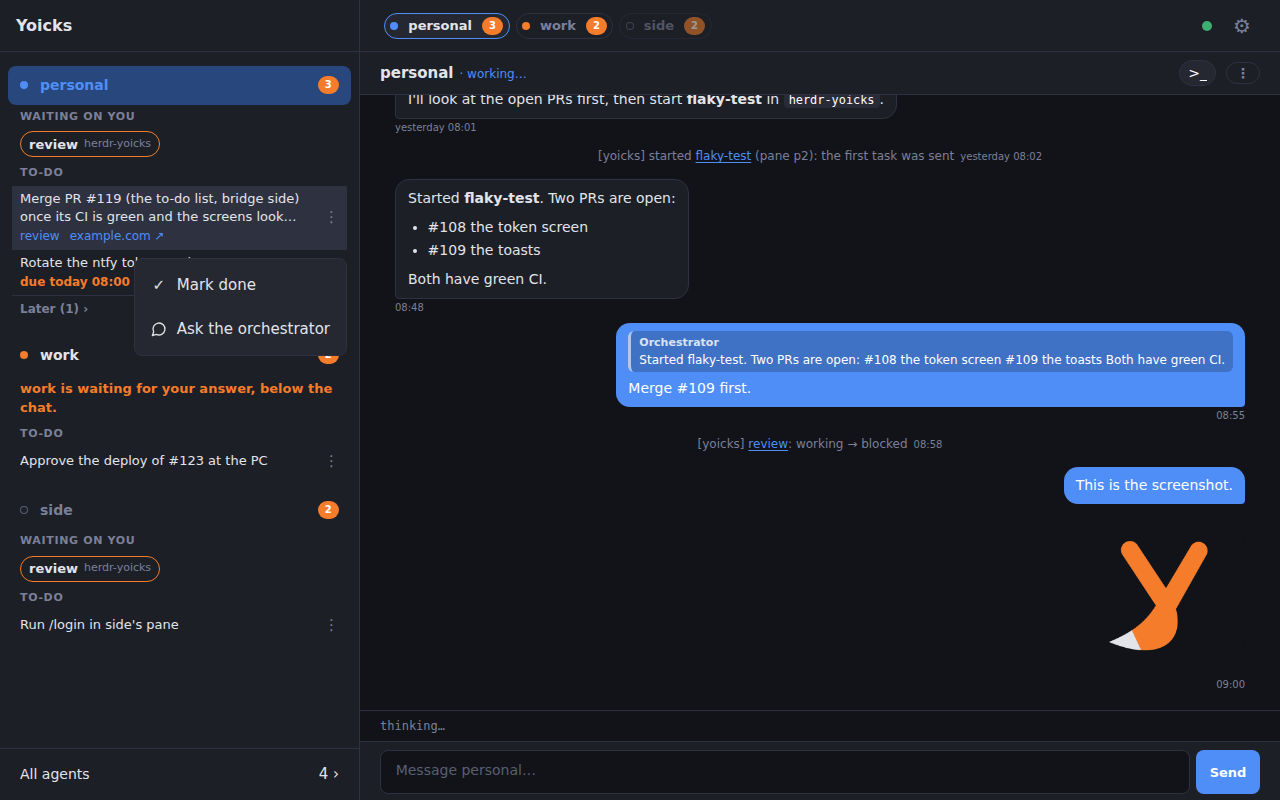 Yoicks
personal 3
work 2
side 2
personal 3
WAITING ON YOU
review herdr-yoicks
TO-DO
Merge PR #119 (the to-do list, bridge side)
once its CI is green and the screens look…
⋮
review example.com ↗
Rotate the ntfy
due today 08:00
Later (1) ›
✓ Mark done
Ask the orchestrator
work
work is waiting for your answer, below the
chat.
TO-DO
Approve the deploy of #123 at the PC ⋮
side 2
WAITING ON YOU
review herdr-yoicks
TO-DO
Run /login in side's pane ⋮
All agents 4 ›
personal · working…
>_ ⋮
I'll look at the open PRs first, then start flaky-test in herdr-yoicks.
yesterday 08:01
[yoicks] started flaky-test (pane p2): the first task was sent yesterday 08:02
Started flaky-test. Two PRs are open:
• #108 the token screen
• #109 the toasts
Both have green CI.
08:48
Orchestrator
Started flaky-test. Two PRs are open: #108 the token screen #109 the toasts Both have green CI.
Merge #109 first.
08:55
[yoicks] review: working → blocked 08:58
This is the screenshot.
09:00
thinking…
Message personal…
Send